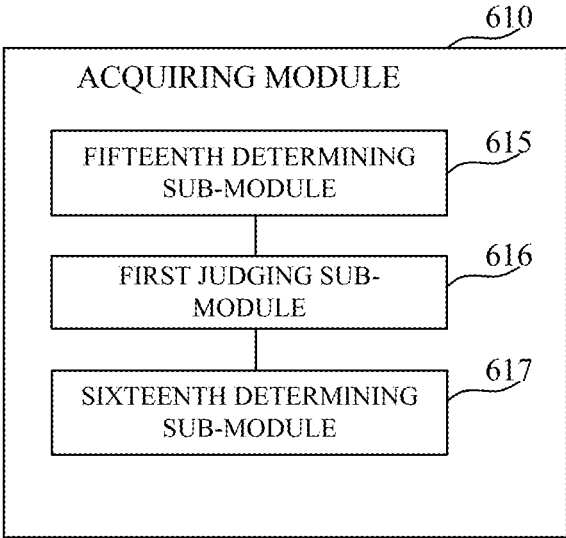 610
ACQUIRING MODULE
FIFTEENTH DETERMINING
SUB-MODULE
615
FIRST JUDGING SUB-
MODULE
616
SIXTEENTH DETERMINING
SUB-MODULE
617